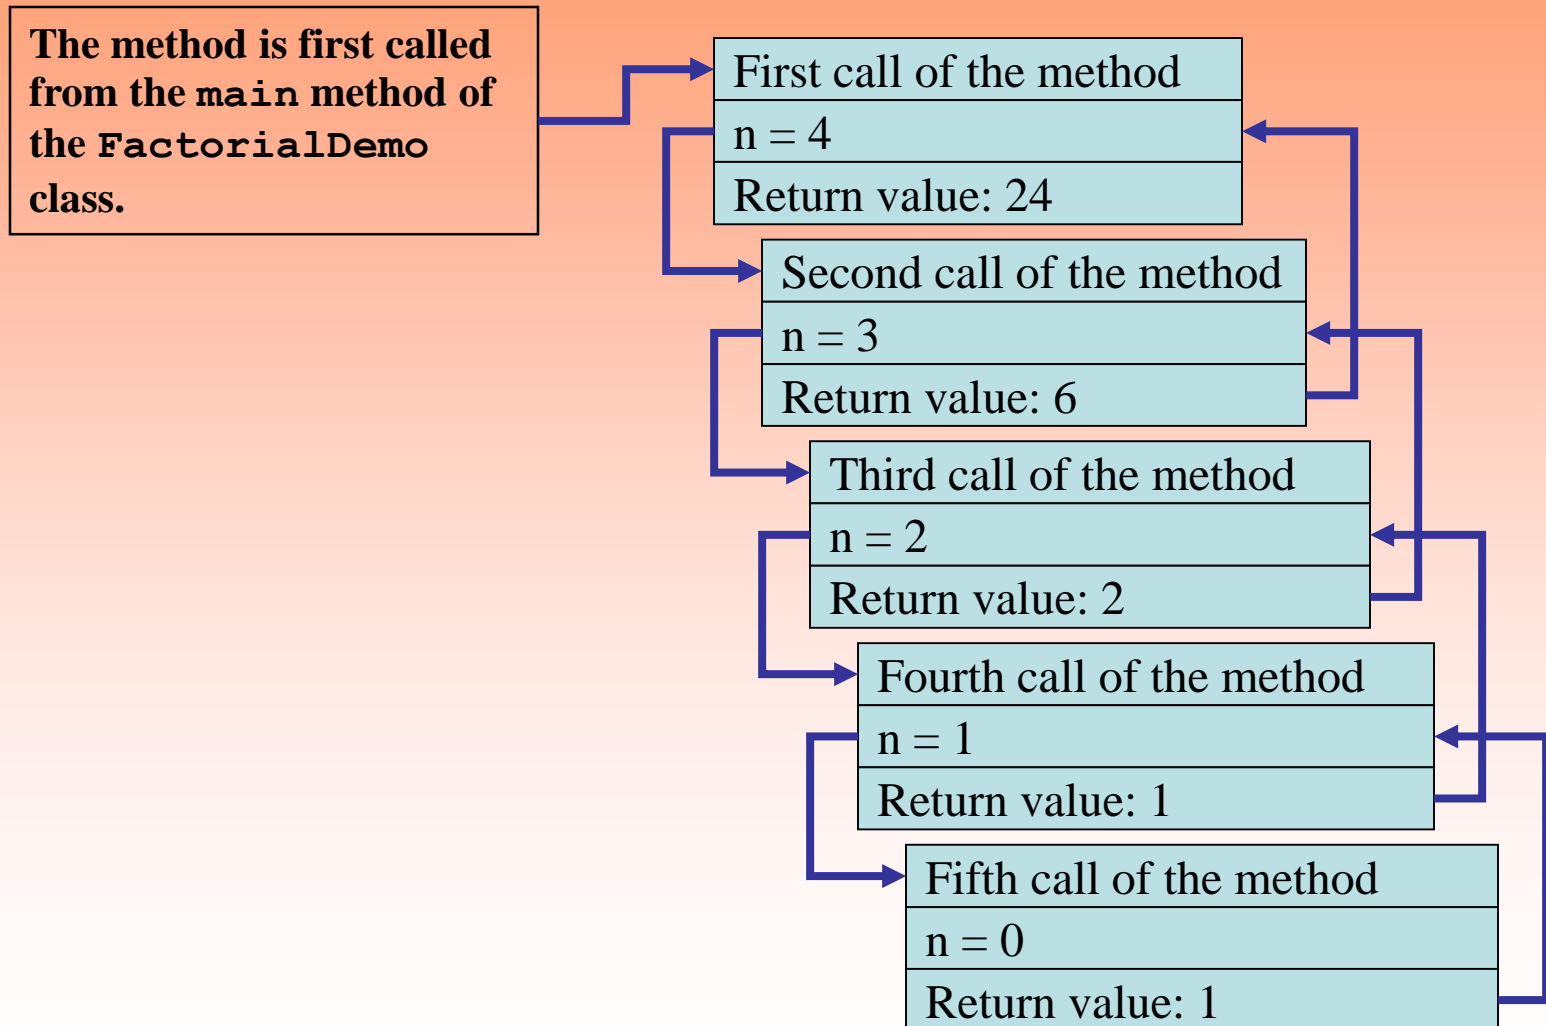 The method is first called
from the main method of
the FactorialDemo
class.
First call of the method
n = 4
Return value: 24
Second call of the method
n = 3
Return value: 6
Third call of the method
n = 2
Return value: 2
Fourth call of the method
n = 1
Return value: 1
Fifth call of the method
n = 0
Return value: 1